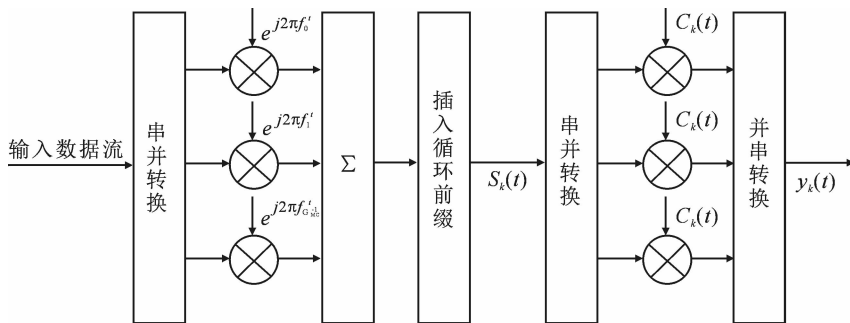 输入数据流
串并转换
e^{j2πf_0^t}
e^{j2πf_1^t}
Σ
插入循环前缀
S_k(t)
串并转换
C_k(t)
C_k(t)
C_k(t)
并串转换
y_k(t)